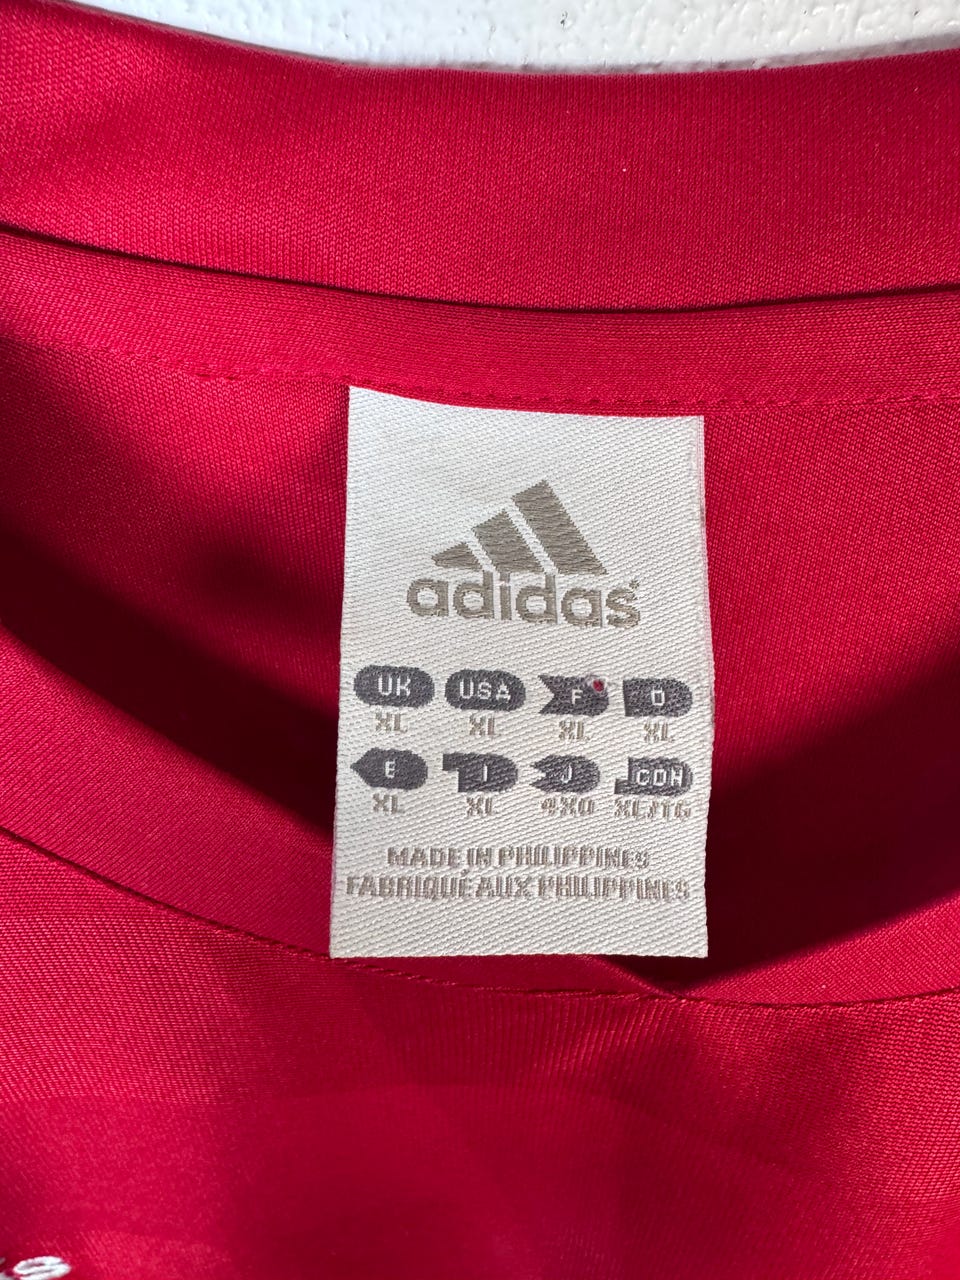 adidas
UK USA F D
XL XL XL XL
E I J CDN
XL XL 4XO XL/TG
MADE IN PHILIPPINES
FABRIQUÉ AUX PHILIPPINES